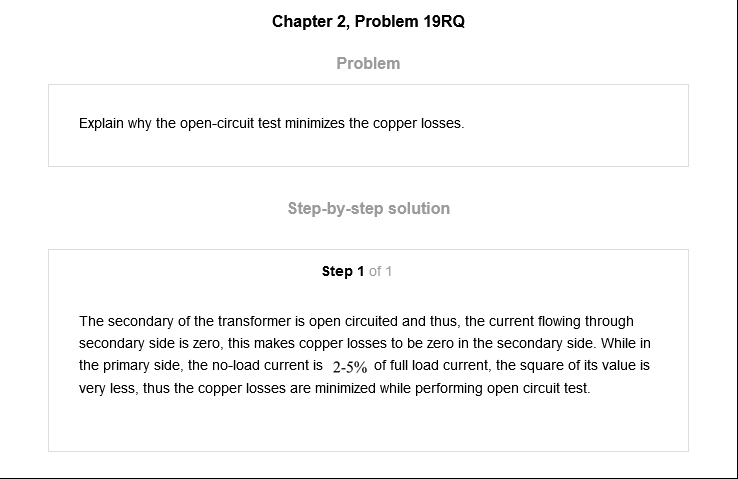 Chapter 2, Problem 19RQ
Problem
Explain why the open-circuit test minimizes the copper losses.
Step-by-step solution
Step 1 of 1
The secondary of the transformer is open circuited and thus, the current flowing through
secondary side is zero, this makes copper losses to be zero in the secondary side. While in
the primary side, the no-load current is 2-5% of full load current, the square of its value is
very less, thus the copper losses are minimized while performing open circuit test.